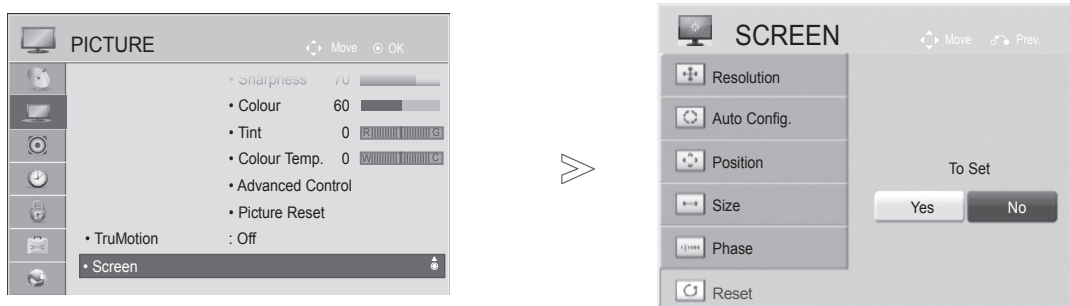 PICTURE
Move OK
• Sharpness 70
• Colour 60
• Tint 0 R G
• Colour Temp. 0 W C
• Advanced Control
• Picture Reset
• TruMotion : Off
• Screen
SCREEN
Move Prev.
Resolution
Auto Config.
Position
Size
Phase
Reset
To Set
Yes No